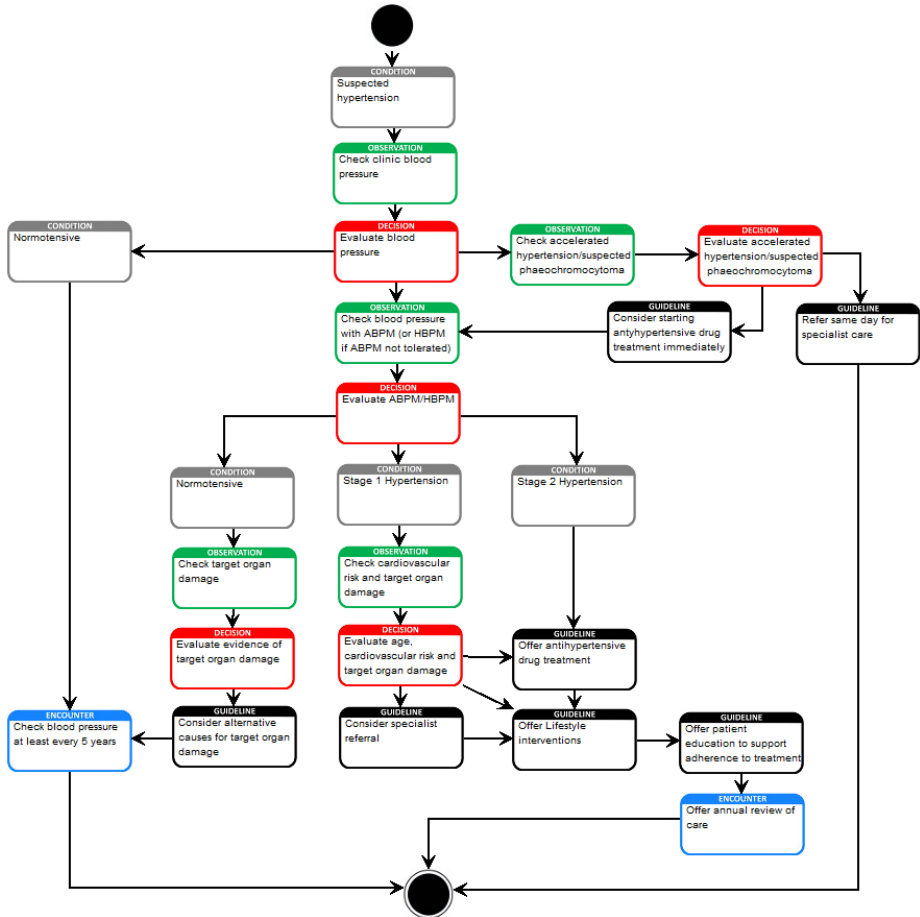 CONDITION
Suspected
hypertension
OBSERVATION
Check clinic blood
pressure
CONDITION
Normotensive
DECISION
Evaluate blood
pressure
OBSERVATION
Check accelerated
hypertension/suspected
phaeochromocytoma
DECISION
Evaluate accelerated
hypertension/suspected
phaeochromocytoma
OBSERVATION
Check blood pressure
with ABPM (or HBPM
if ABPM not tolerated)
GUIDELINE
Consider starting
antyhypertensive drug
treatment immediately
GUIDELINE
Refer same day for
specialist care
DECISION
Evaluate ABPM/HBPM
CONDITION
Normotensive
CONDITION
Stage 1 Hypertension
CONDITION
Stage 2 Hypertension
OBSERVATION
Check target organ
damage
OBSERVATION
Check cardiovascular
risk and target organ
damage
DECISION
Evaluate evidence of
target organ damage
DECISION
Evaluate age,
cardiovascular risk and
target organ damage
GUIDELINE
Offer antihypertensive
drug treatment
ENCOUNTER
Check blood pressure
at least every 5 years
GUIDELINE
Consider alternative
causes for target organ
damage
GUIDELINE
Consider specialist
referral
GUIDELINE
Offer Lifestyle
interventions
GUIDELINE
Offer patient
education to support
adherence to treatment
ENCOUNTER
Offer annual review of
care